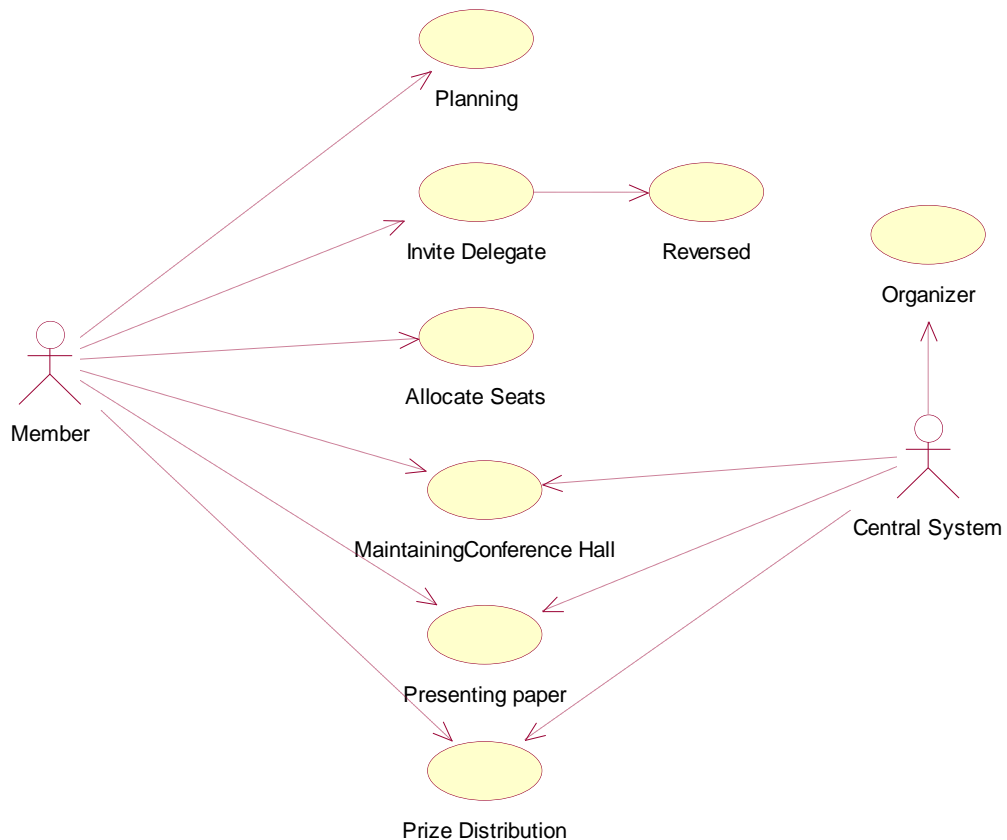 Planning
Invite Delegate
Reversed
Organizer
Allocate Seats
Member
Central System
MaintainingConference Hall
Presenting paper
Prize Distribution